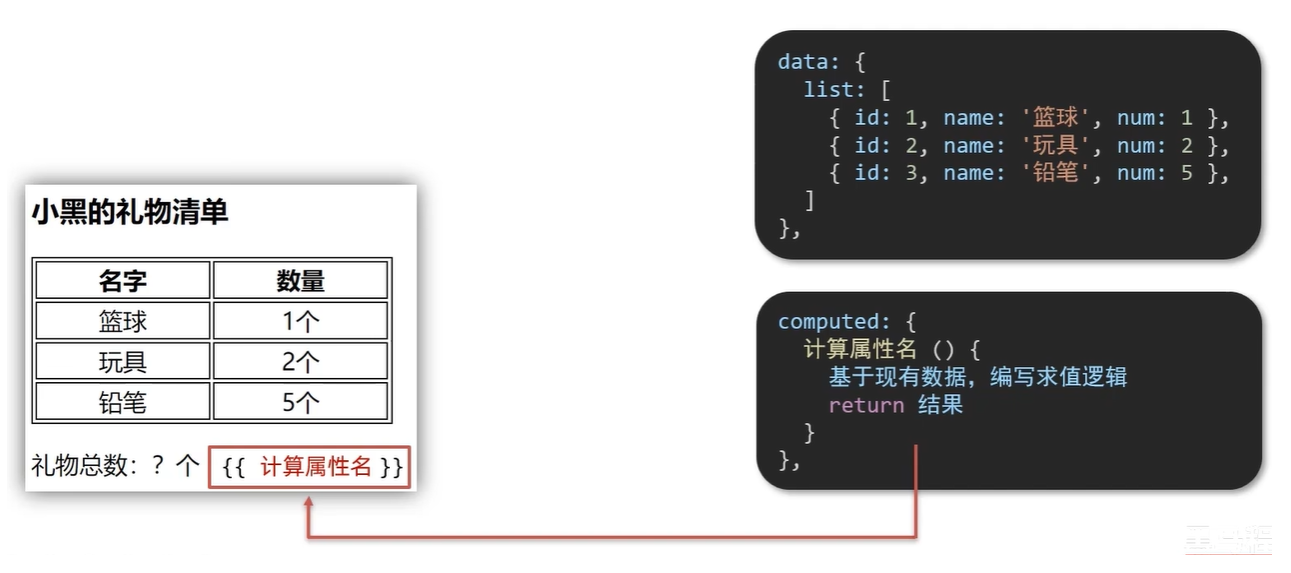 小黑的礼物清单
名字 数量
篮球 1个
玩具 2个
铅笔 5个
礼物总数：？个 {{ 计算属性名 }}
data: {
list: [
{ id: 1, name: '篮球', num: 1 },
{ id: 2, name: '玩具', num: 2 },
{ id: 3, name: '铅笔', num: 5 },
]
},
computed: {
计算属性名 () {
基于现有数据，编写求值逻辑
return 结果
}
},